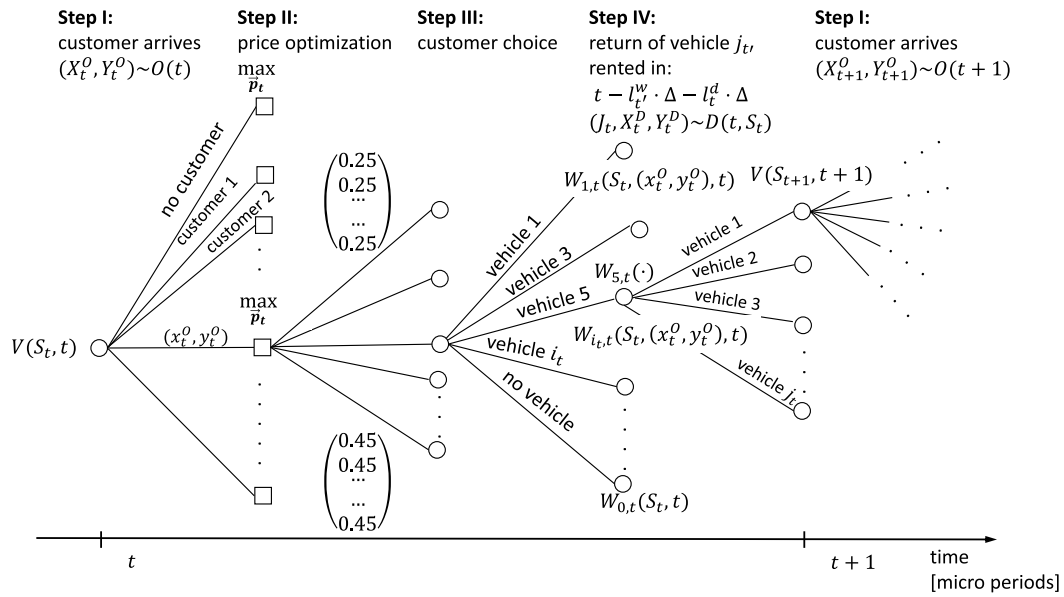 Step I:
customer arrives
(X_t^O, Y_t^O)~O(t)
Step II:
price optimization
max
p⃗_t
Step III:
customer choice
Step IV:
return of vehicle j_t,
rented in:
t − l_{t'}^w · Δ − l_t^d · Δ
(J_t, X_t^D, Y_t^D)~D(t, S_t)
Step I:
customer arrives
(X_{t+1}^O, Y_{t+1}^O)~O(t + 1)
no customer
customer 1
customer 2
(x_t^O, y_t^O)
V(S_t, t)
max
p⃗_t
0.25
0.25
...
...
0.25
0.45
0.45
...
...
0.45
vehicle 1
vehicle 3
vehicle 5
vehicle i_t
no vehicle
W_{1,t}(S_t, (x_t^O, y_t^O), t)
W_{5,t}(·)
W_{i_t,t}(S_t, (x_t^O, y_t^O), t)
W_{0,t}(S_t, t)
vehicle 1
vehicle 2
vehicle 3
vehicle j_t
V(S_{t+1}, t + 1)
t
t + 1
time
[micro periods]